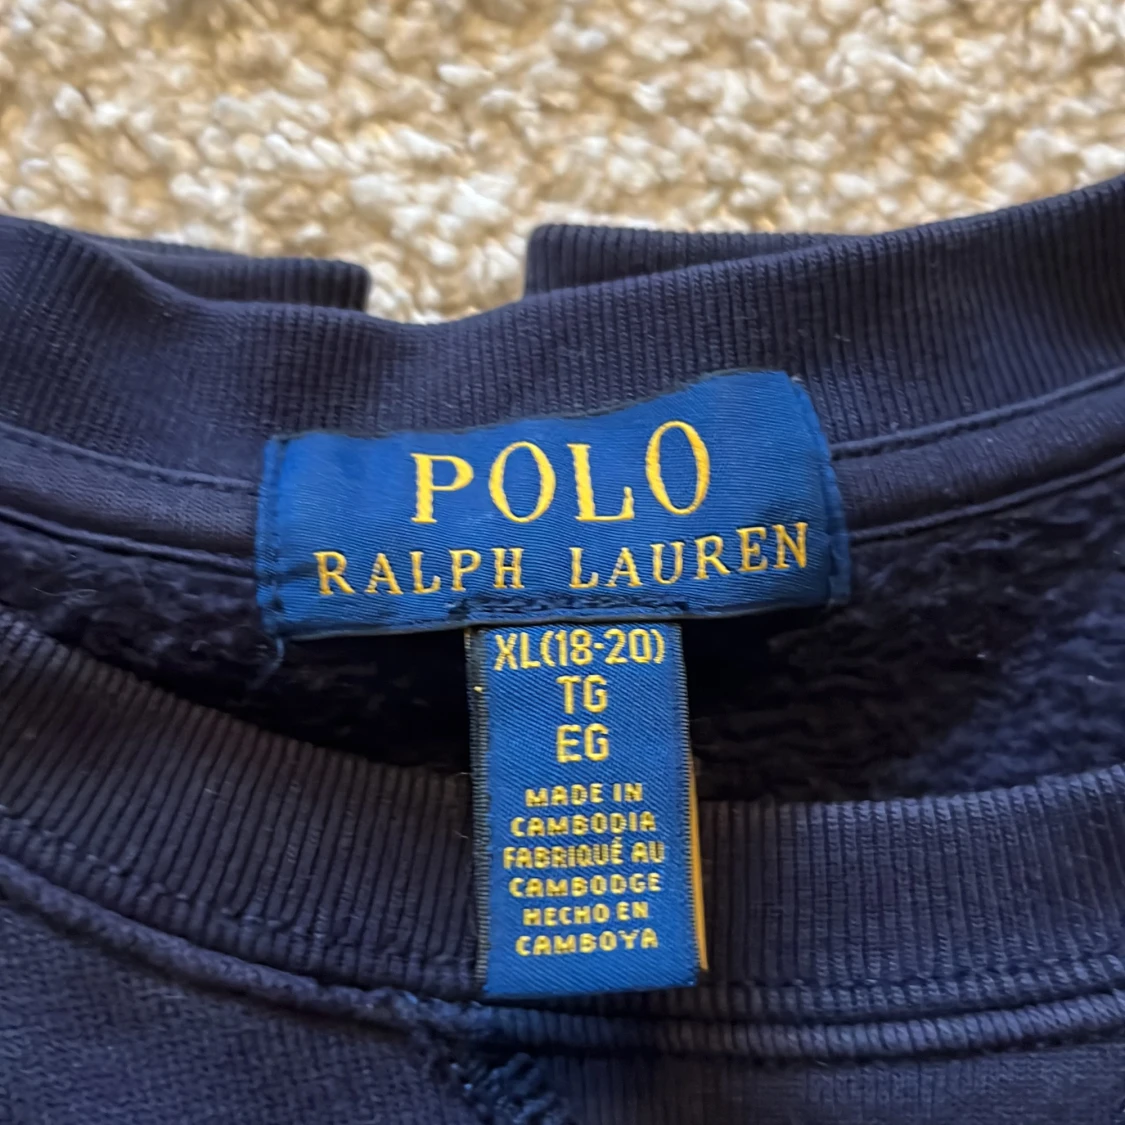 POLO
RALPH LAUREN
XL(18-20)
TG
EG
MADE IN
CAMBODIA
FABRIQUÉ AU
CAMBODGE
HECHO EN
CAMBOYA